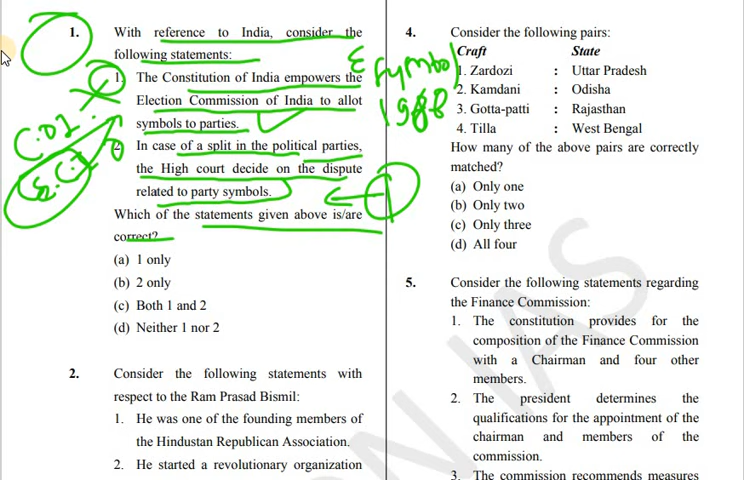 1. With reference to India, consider the
following statements:
1. The Constitution of India empowers the
Election Commission of India to allot
symbols to parties.
2. In case of a split in the political parties,
the High court decide on the dispute
related to party symbols.
Which of the statements given above is/are
correct?
(a) 1 only
(b) 2 only
(c) Both 1 and 2
(d) Neither 1 nor 2
2. Consider the following statements with
respect to the Ram Prasad Bismil:
1. He was one of the founding members of
the Hindustan Republican Association.
2. He started a revolutionary organization
symbol
4. Consider the following pairs:
Craft State
1. Zardozi : Uttar Pradesh
2. Kamdani : Odisha
3. Gotta-patti : Rajasthan
4. Tilla : West Bengal
How many of the above pairs are correctly
matched?
(a) Only one
(b) Only two
(c) Only three
(d) All four
5. Consider the following statements regarding
the Finance Commission:
1. The constitution provides for the
composition of the Finance Commission
with a Chairman and four other
members.
2. The president determines the
qualifications for the appointment of the
chairman and members of the
commission.
3. The commission recommends measures
N IAS